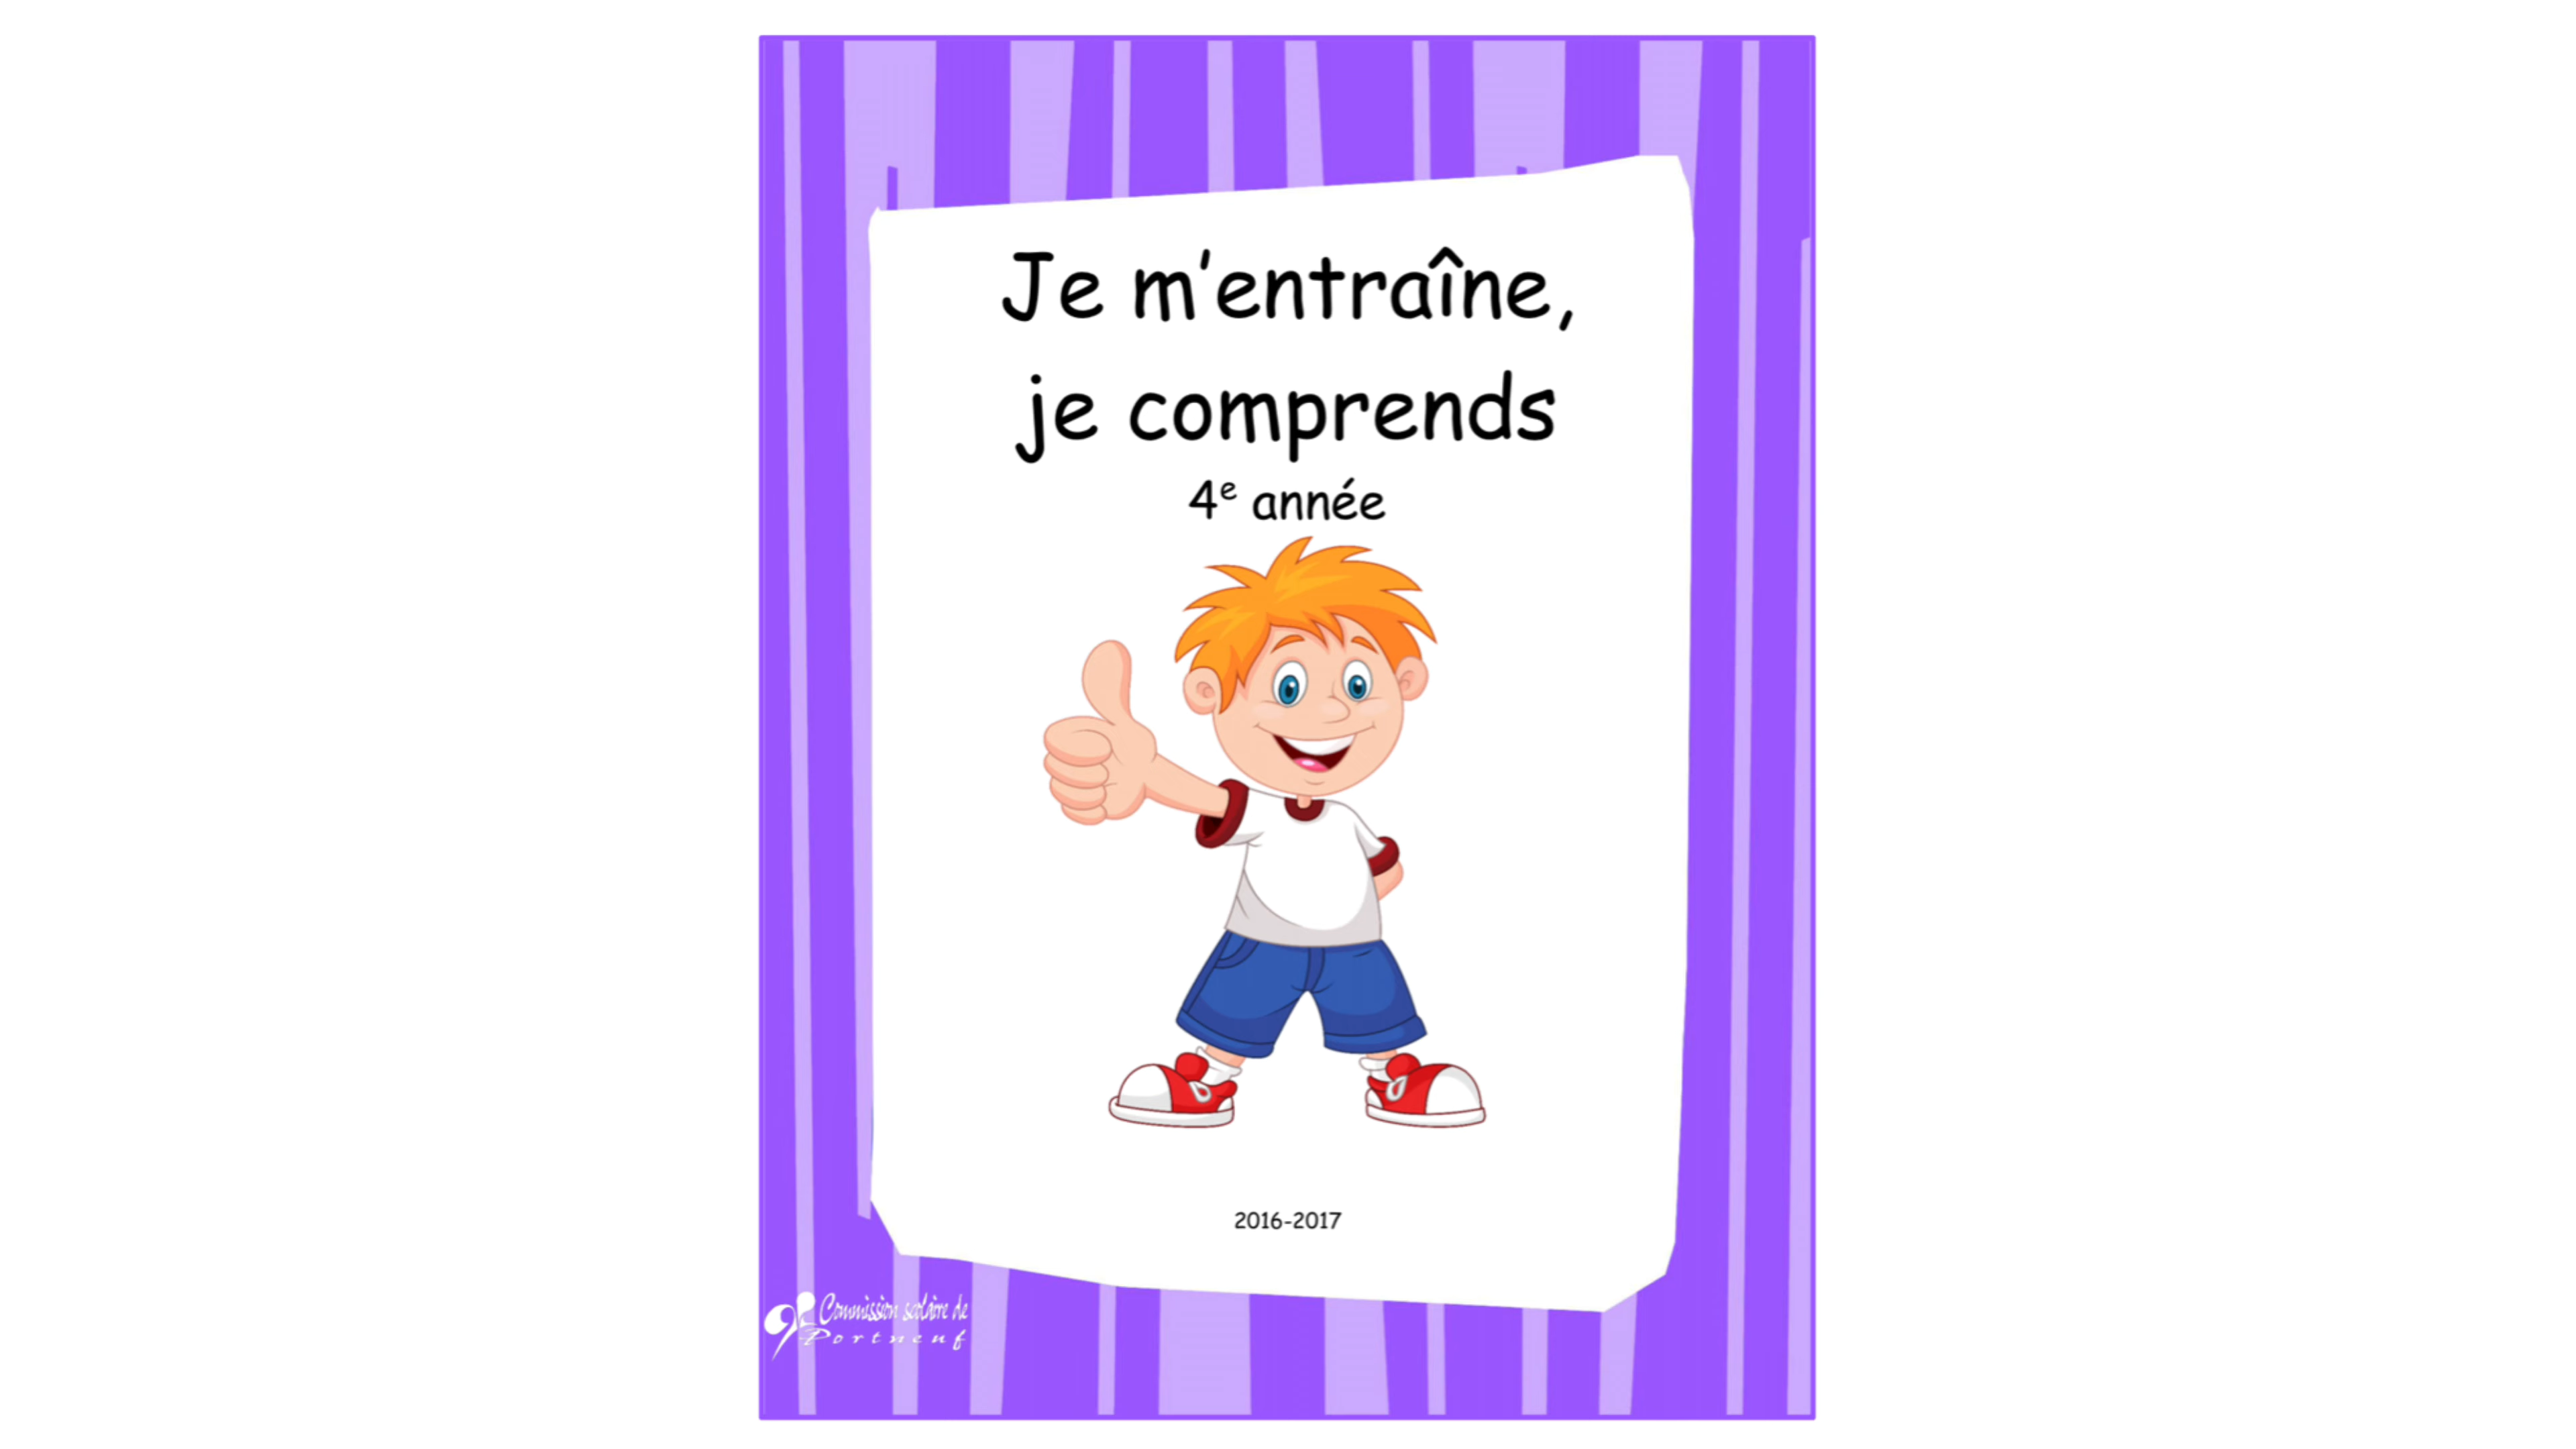 Je m’entraîne,
je comprends
4e année
2016-2017
Commission scolaire de
Portneuf